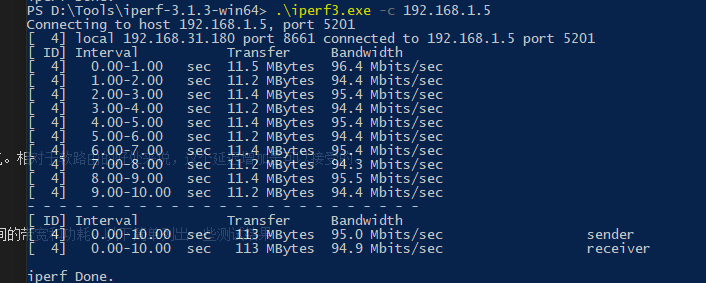 PS D:\Tools\iperf-3.1.3-win64> .\iperf3.exe -c 192.168.1.5
Connecting to host 192.168.1.5, port 5201
[  4] local 192.168.31.180 port 8661 connected to 192.168.1.5 port 5201
[ ID] Interval           Transfer     Bandwidth
[  4]   0.00-1.00   sec  11.5 MBytes  96.4 Mbits/sec
[  4]   1.00-2.00   sec  11.2 MBytes  94.4 Mbits/sec
[  4]   2.00-3.00   sec  11.4 MBytes  95.4 Mbits/sec
[  4]   3.00-4.00   sec  11.2 MBytes  94.4 Mbits/sec
[  4]   4.00-5.00   sec  11.4 MBytes  95.4 Mbits/sec
[  4]   5.00-6.00   sec  11.2 MBytes  94.4 Mbits/sec
[  4]   6.00-7.00   sec  11.4 MBytes  95.4 Mbits/sec
[  4]   7.00-8.00   sec  11.2 MBytes  94.3 Mbits/sec
[  4]   8.00-9.00   sec  11.4 MBytes  95.5 Mbits/sec
[  4]   9.00-10.00  sec  11.2 MBytes  94.4 Mbits/sec
- - - - - - - - - - - - - - - - - - - - - - - - -
[ ID] Interval           Transfer     Bandwidth
[  4]   0.00-10.00  sec   113 MBytes  95.0 Mbits/sec                  sender
[  4]   0.00-10.00  sec   113 MBytes  94.9 Mbits/sec                  receiver
iperf Done.